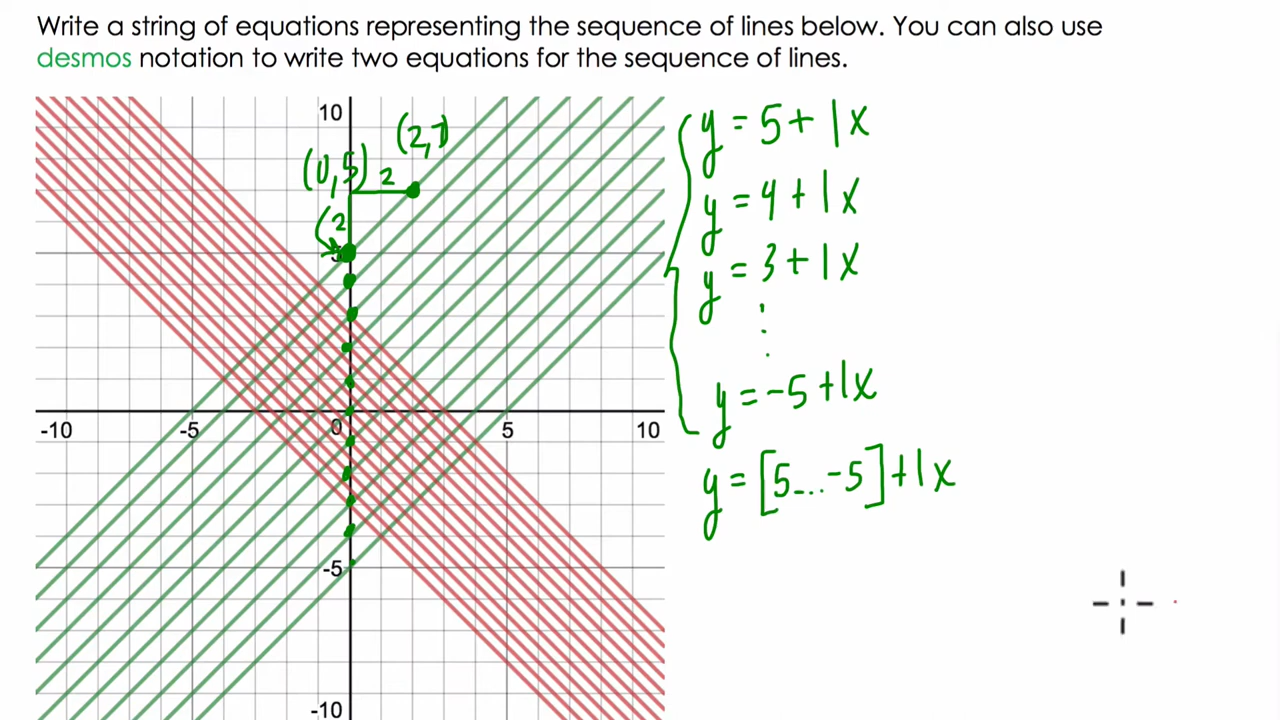 Write a string of equations representing the sequence of lines below. You can also use
desmos notation to write two equations for the sequence of lines.
10
(2,7)
(0,5)
2
2
5
-10
-5
0
5
10
-5
-10
y = 5 + 1x
y = 4 + 1x
y = 3 + 1x
⋮
y = -5 + 1x
y = [5...-5] + 1x